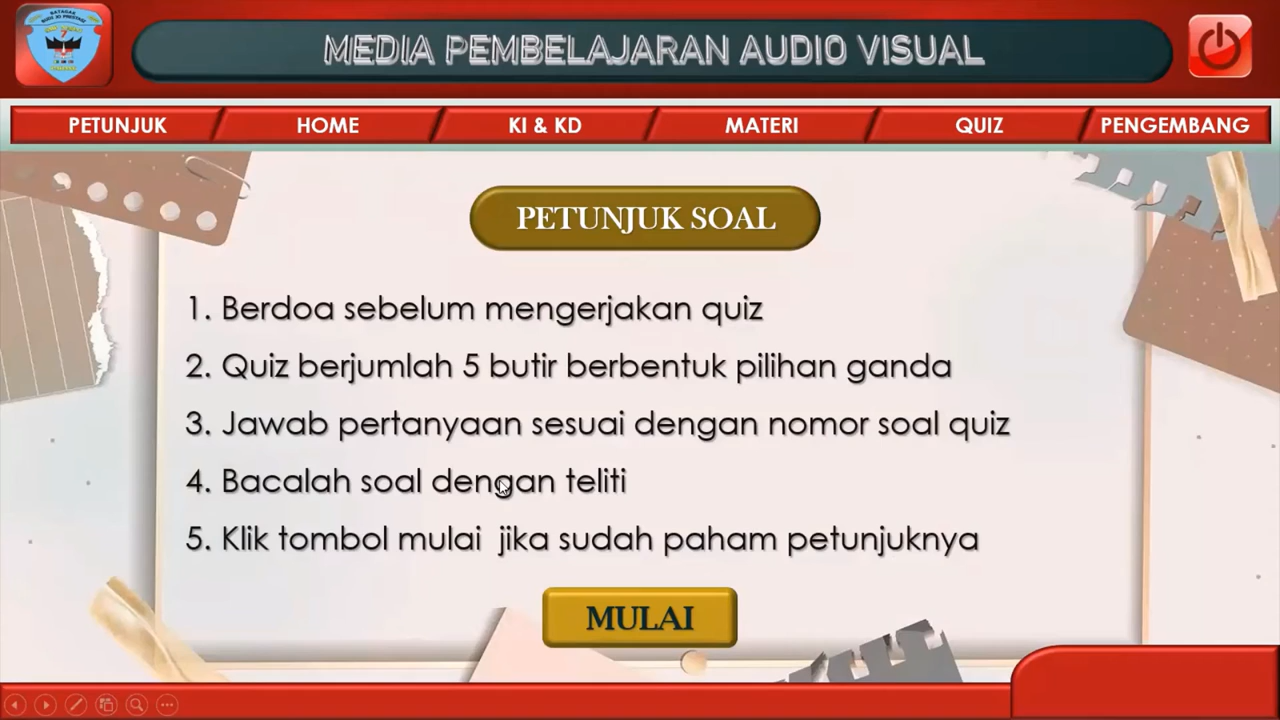 MEDIA PEMBELAJARAN AUDIO VISUAL
PETUNJUK
HOME
KI & KD
MATERI
QUIZ
PENGEMBANG
PETUNJUK SOAL
1. Berdoa sebelum mengerjakan quiz
2. Quiz berjumlah 5 butir berbentuk pilihan ganda
3. Jawab pertanyaan sesuai dengan nomor soal quiz
4. Bacalah soal dengan teliti
5. Klik tombol mulai  jika sudah paham petunjuknya
MULAI